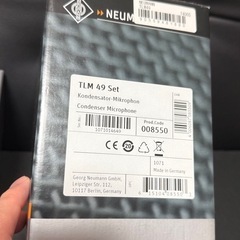 NEUM
TLM 49 Set
Kondensator-Mikrophon
Condenser Microphone
Prod Code
008550
Georg Neumann GmbH,
Leipziger Str. 112,
10117 Berlin, Germany
Made in Germany